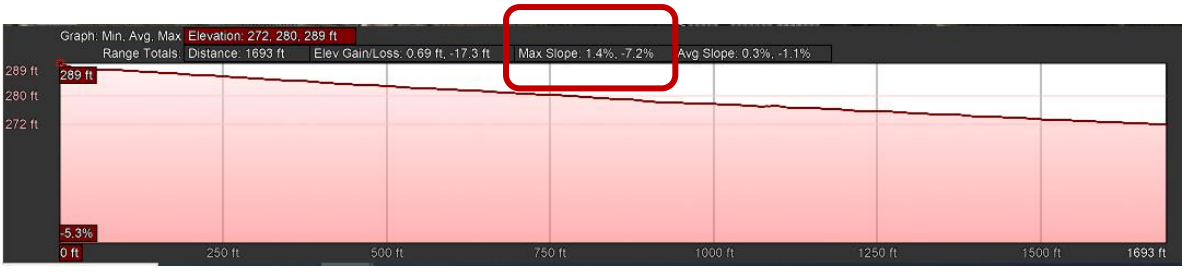 Graph: Min, Avg, Max Elevation: 272, 280, 289 ft
Range Totals: Distance: 1693 ft Elev Gain/Loss: 0.69 ft, -17.3 ft Max Slope: 1.4%, -7.2% Avg Slope: 0.3%, -1.1%
289 ft 289 ft
280 ft
272 ft
-5.3%
0 ft 250 ft 500 ft 750 ft 1000 ft 1250 ft 1500 ft 1693 ft